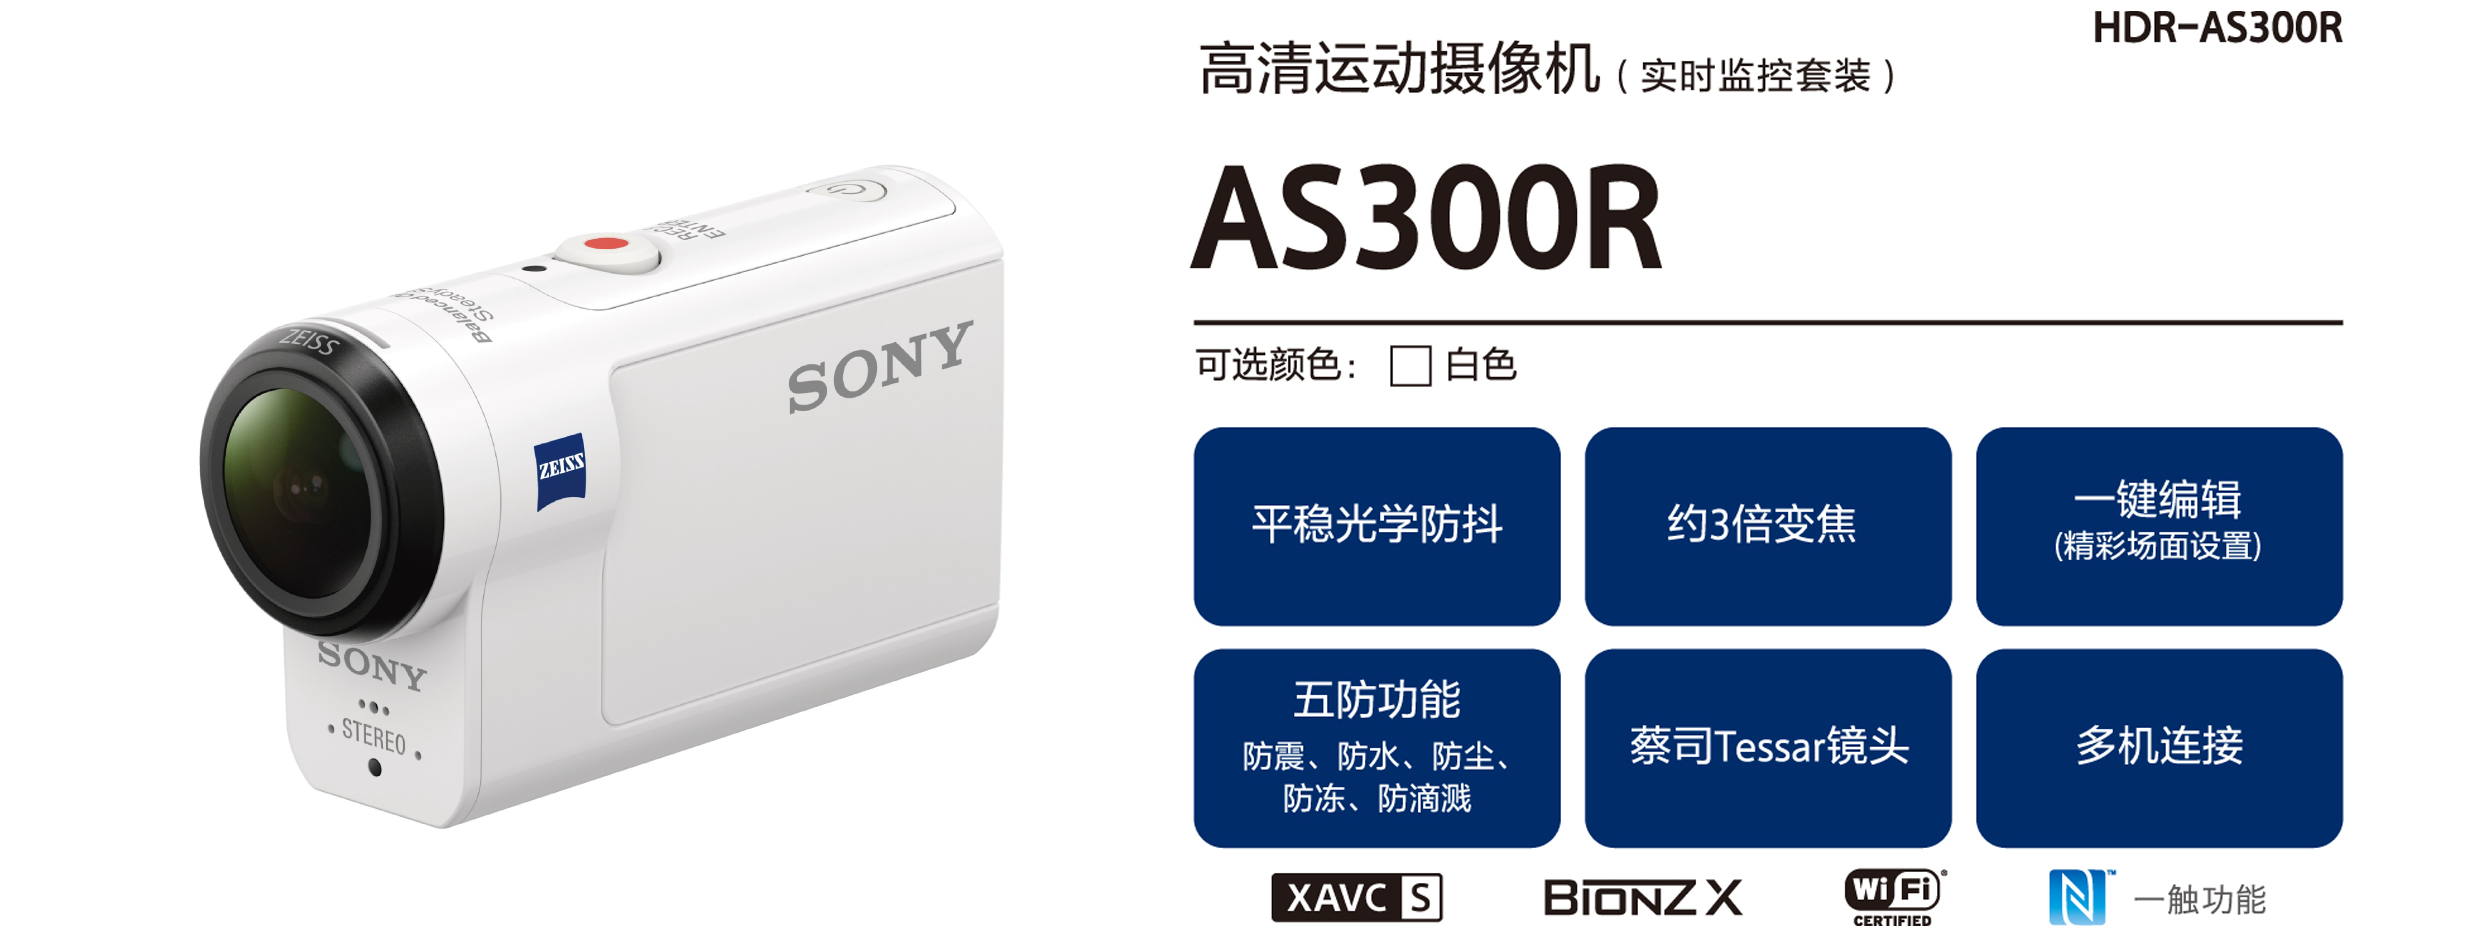 HDR-AS300R
高清运动摄像机（实时监控套装）
AS300R
可选颜色： 白色
平稳光学防抖
约3倍变焦
一键编辑
(精彩场面设置)
五防功能
防震、防水、防尘、
防冻、防滴溅
蔡司Tessar镜头
多机连接
XAVC S
BIONZ X
Wi Fi
CERTIFIED
N
一触功能
REC/
ENTER
Balanced O
SteadyS
ZEISS
SONY
ZEISS
SONY
STEREO